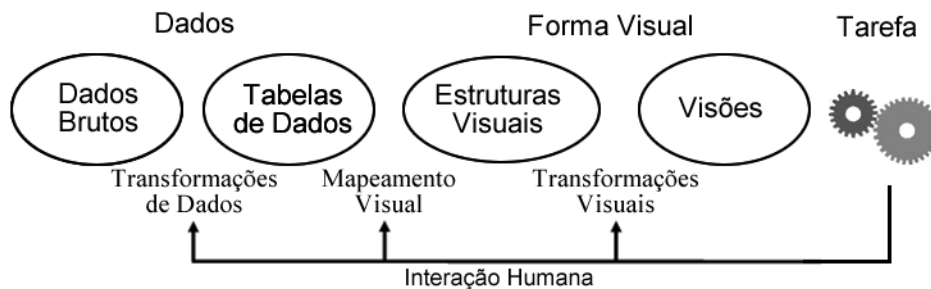 Dados
Forma Visual
Tarefa
Dados
Brutos
Tabelas
de Dados
Estruturas
Visuais
Visões
Transformações
de Dados
Mapeamento
Visual
Transformações
Visuais
Interação Humana